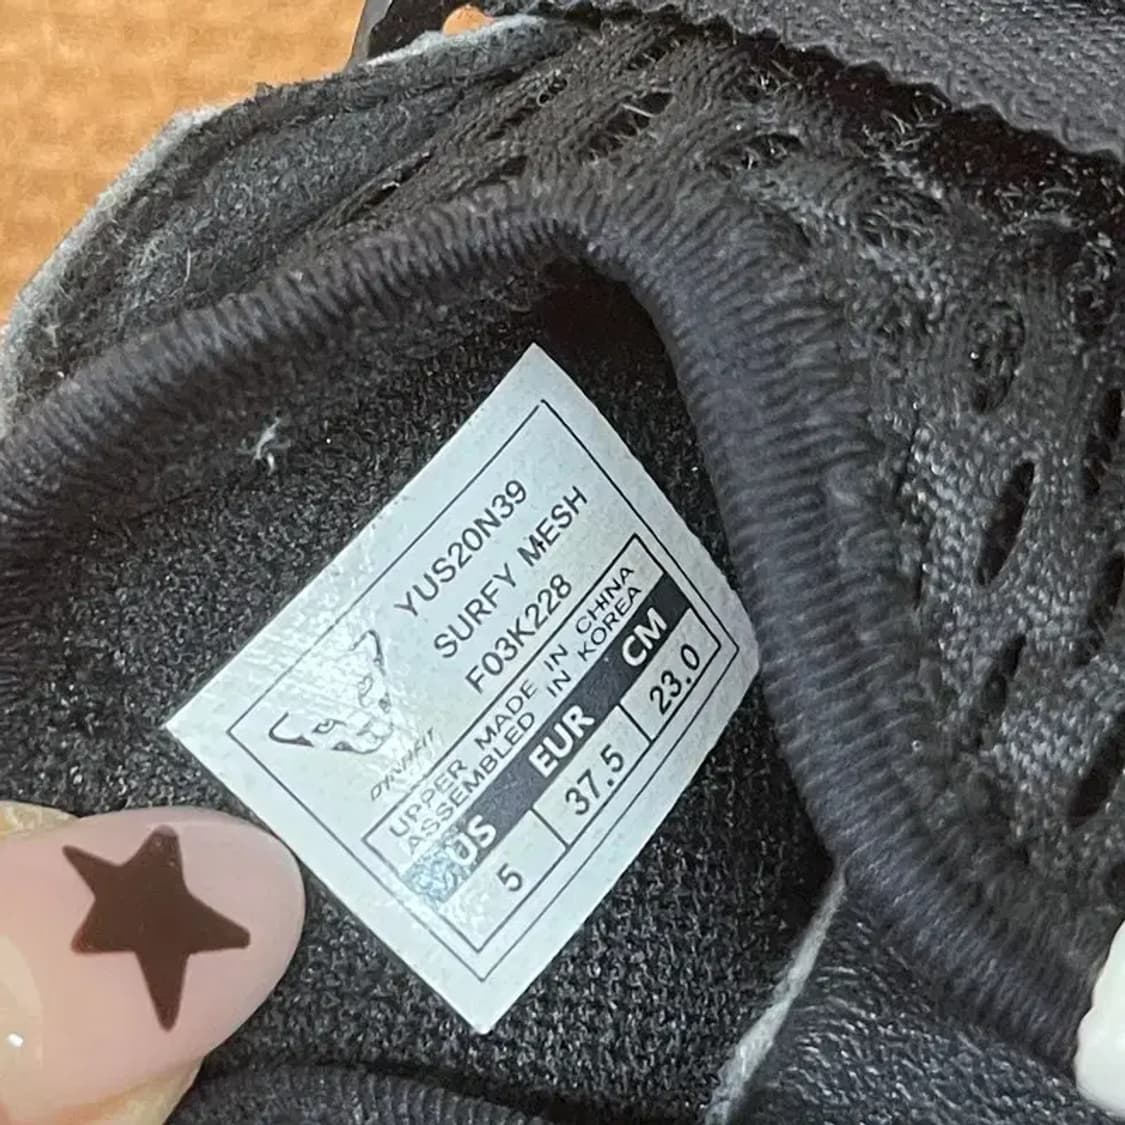 DYNAFIT
YUS20N39
SURFY MESH
F03K228
UPPER MADE IN CHINA
ASSEMBLED IN KOREA
US EUR CM
5 37.5 23.0